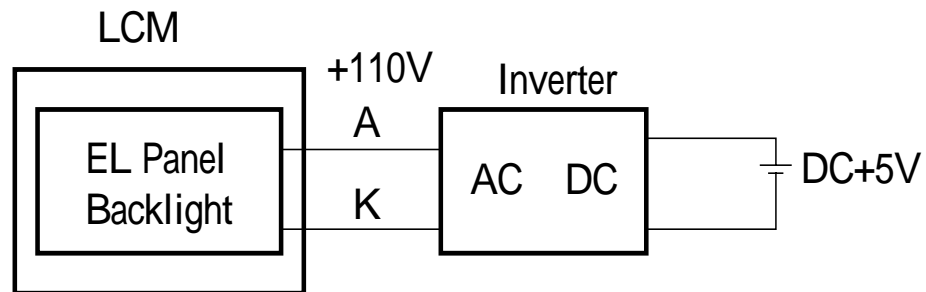 LCM
+110V
Inverter
A
EL Panel
Backlight
AC DC
DC+5V
K